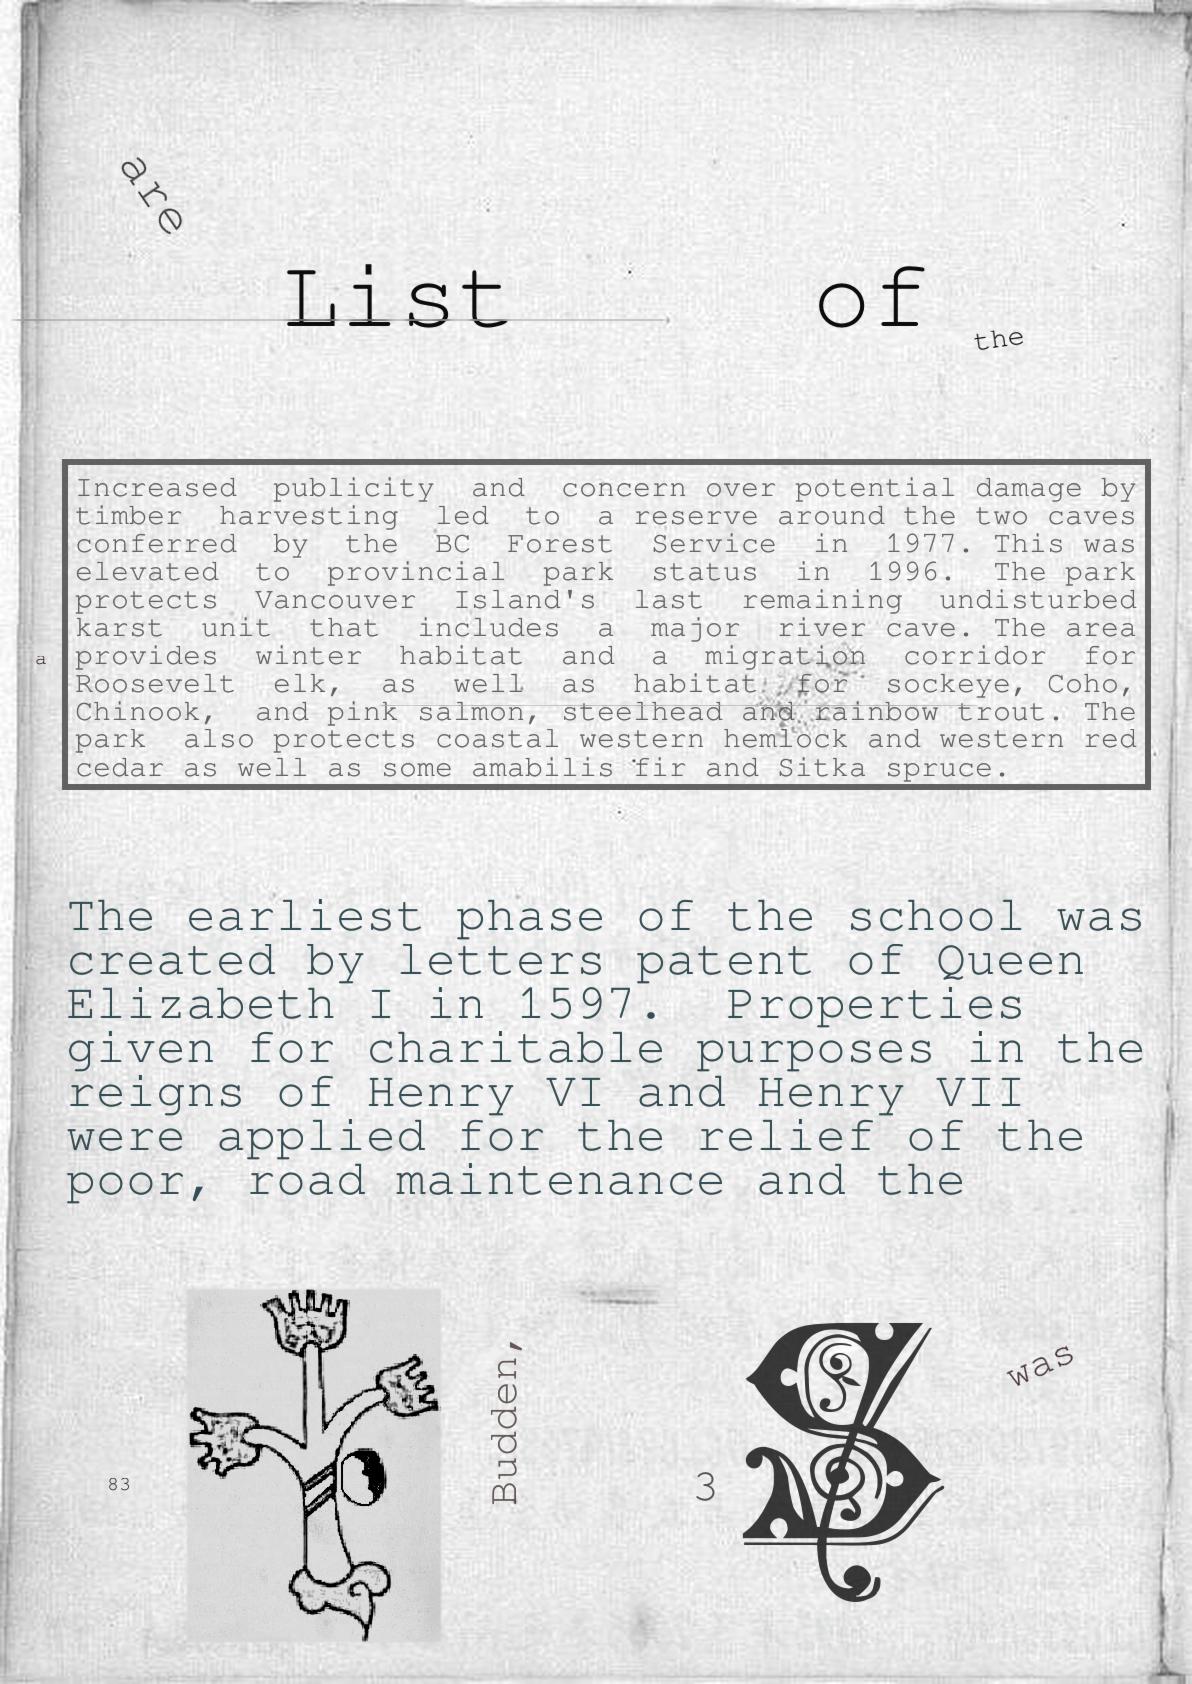 are
List of
the
Increased publicity and concern over potential damage by
timber harvesting led to a reserve around the two caves
conferred by the BC Forest Service in 1977. This was
elevated to provincial park status in 1996. The park
protects Vancouver Island's last remaining undisturbed
karst unit that includes a major river cave. The area
a
provides winter habitat and a migration corridor for
Roosevelt elk, as well as habitat for sockeye, Coho,
Chinook, and pink salmon, steelhead and rainbow trout. The
park also protects coastal western hemlock and western red
cedar as well as some amabilis fir and Sitka spruce.
The earliest phase of the school was
created by letters patent of Queen
Elizabeth I in 1597. Properties
given for charitable purposes in the
reigns of Henry VI and Henry VII
were applied for the relief of the
poor, road maintenance and the
Budden,
was
83
3